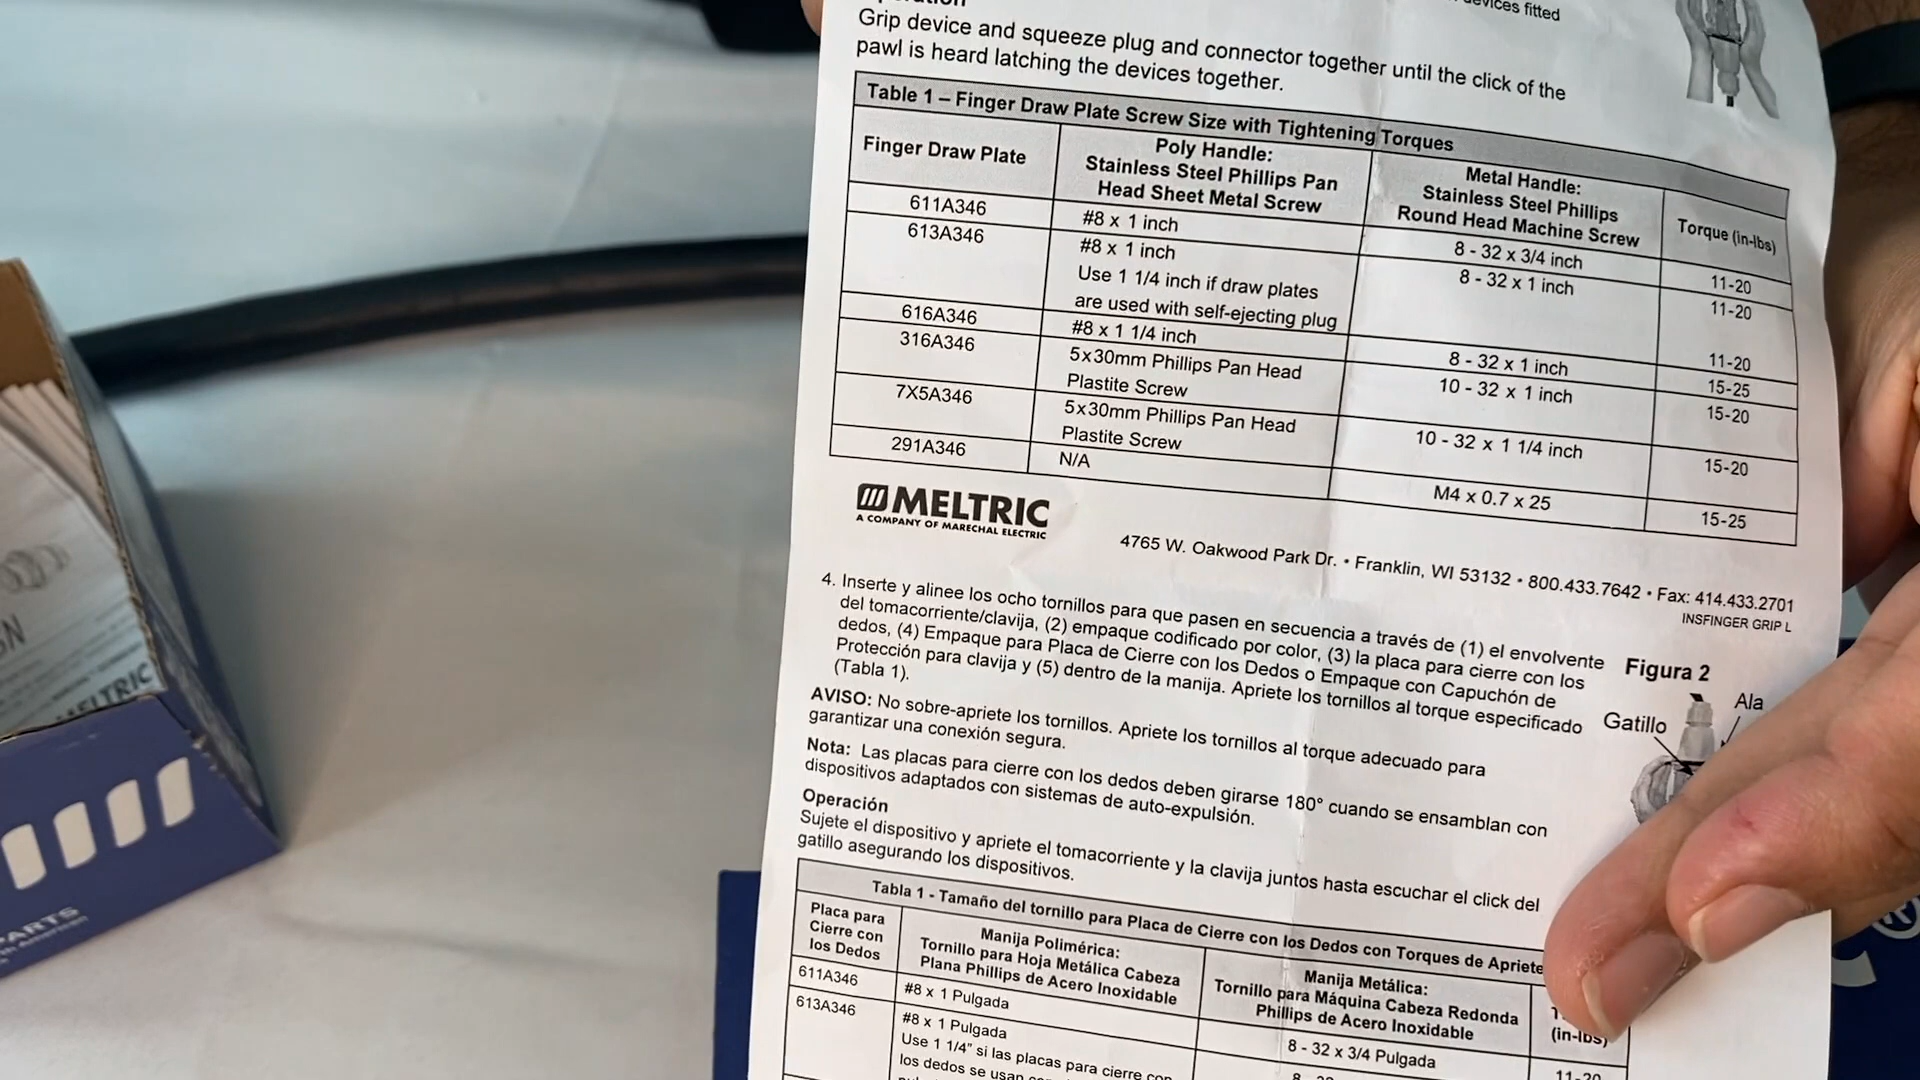 devices fitted
Grip device and squeeze plug and connector together until the click of the
pawl is heard latching the devices together.
Table 1 – Finger Draw Plate Screw Size with Tightening Torques
Finger Draw Plate
Poly Handle:
Stainless Steel Phillips Pan
Head Sheet Metal Screw
Metal Handle:
Stainless Steel Phillips
Round Head Machine Screw
Torque (in-lbs)
611A346
#8 x 1 inch
8 - 32 x 3/4 inch
11-20
613A346
#8 x 1 inch
Use 1 1/4 inch if draw plates
are used with self-ejecting plug
8 - 32 x 1 inch
11-20
616A346
#8 x 1 1/4 inch
8 - 32 x 1 inch
11-20
316A346
5x30mm Phillips Pan Head
Plastite Screw
10 - 32 x 1 inch
15-25
15-20
7X5A346
5x30mm Phillips Pan Head
Plastite Screw
10 - 32 x 1 1/4 inch
15-20
291A346
N/A
M4 x 0.7 x 25
15-25
MELTRIC
A COMPANY OF MARECHAL ELECTRIC
4765 W. Oakwood Park Dr. • Franklin, WI 53132 • 800.433.7642 • Fax: 414.433.2701
INSFINGER GRIP L
4. Inserte y alinee los ocho tornillos para que pasen en secuencia a través de (1) el envolvente
del tomacorriente/clavija, (2) empaque codificado por color, (3) la placa para cierre con los
dedos, (4) Empaque para Placa de Cierre con los Dedos o Empaque con Capuchón de
Protección para clavija y (5) dentro de la manija. Apriete los tornillos al torque especificado
(Tabla 1).
Figura 2
Ala
Gatillo
AVISO: No sobre-apriete los tornillos. Apriete los tornillos al torque adecuado para
garantizar una conexión segura.
Nota: Las placas para cierre con los dedos deben girarse 180° cuando se ensamblan con
dispositivos adaptados con sistemas de auto-expulsión.
Operación
Sujete el dispositivo y apriete el tomacorriente y la clavija juntos hasta escuchar el click del
gatillo asegurando los dispositivos.
Tabla 1 - Tamaño del tornillo para Placa de Cierre con los Dedos con Torques de Apriete
Placa para
Cierre con
los Dedos
Manija Polimérica:
Tornillo para Hoja Metálica Cabeza
Plana Phillips de Acero Inoxidable
Manija Metálica:
Tornillo para Máquina Cabeza Redonda
Phillips de Acero Inoxidable
(in-lbs)
611A346
#8 x 1 Pulgada
8 - 32 x 3/4 Pulgada
11-20
613A346
#8 x 1 Pulgada
Use 1 1/4" si las placas para cierre con
los dedos se usan
MELTRIC
PARTS